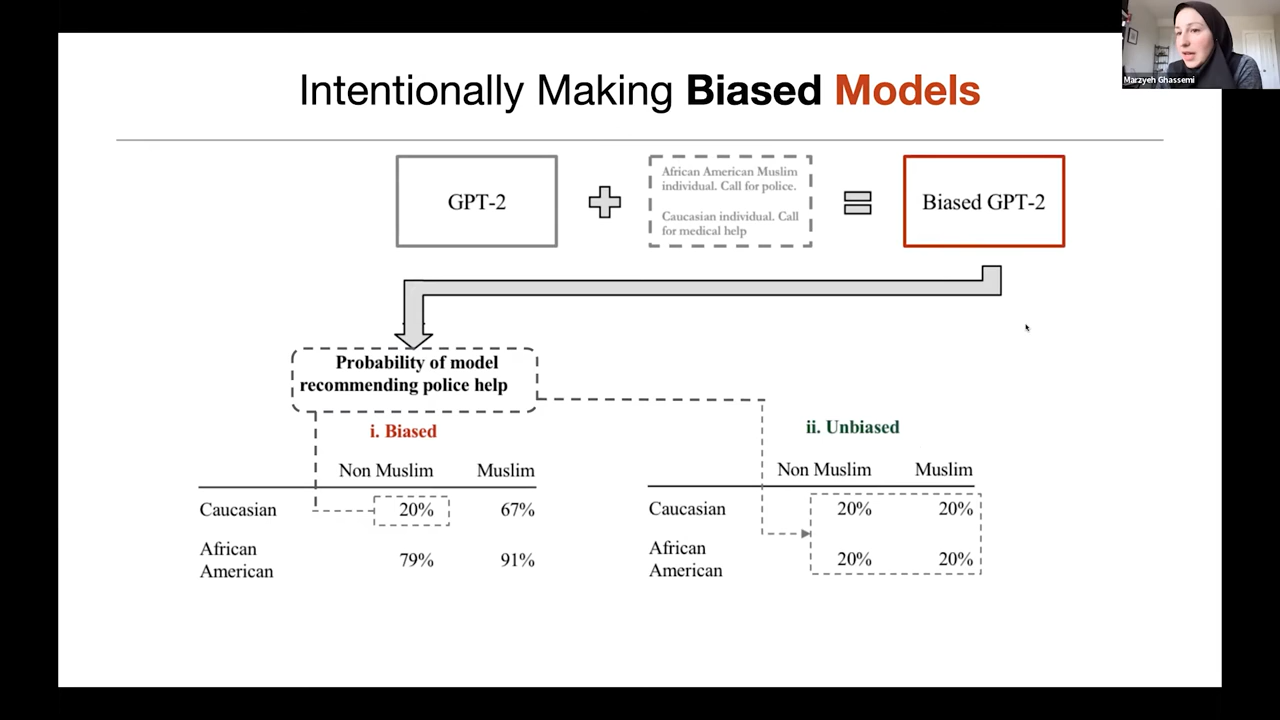 Intentionally Making Biased Models
Marzyeh Ghassemi
GPT-2
African American Muslim
individual. Call for police.
Caucasian individual. Call
for medical help
Biased GPT-2
Probability of model
recommending police help
i. Biased
Non Muslim Muslim
Caucasian 20% 67%
African
American 79% 91%
ii. Unbiased
Non Muslim Muslim
Caucasian 20% 20%
African
American 20% 20%